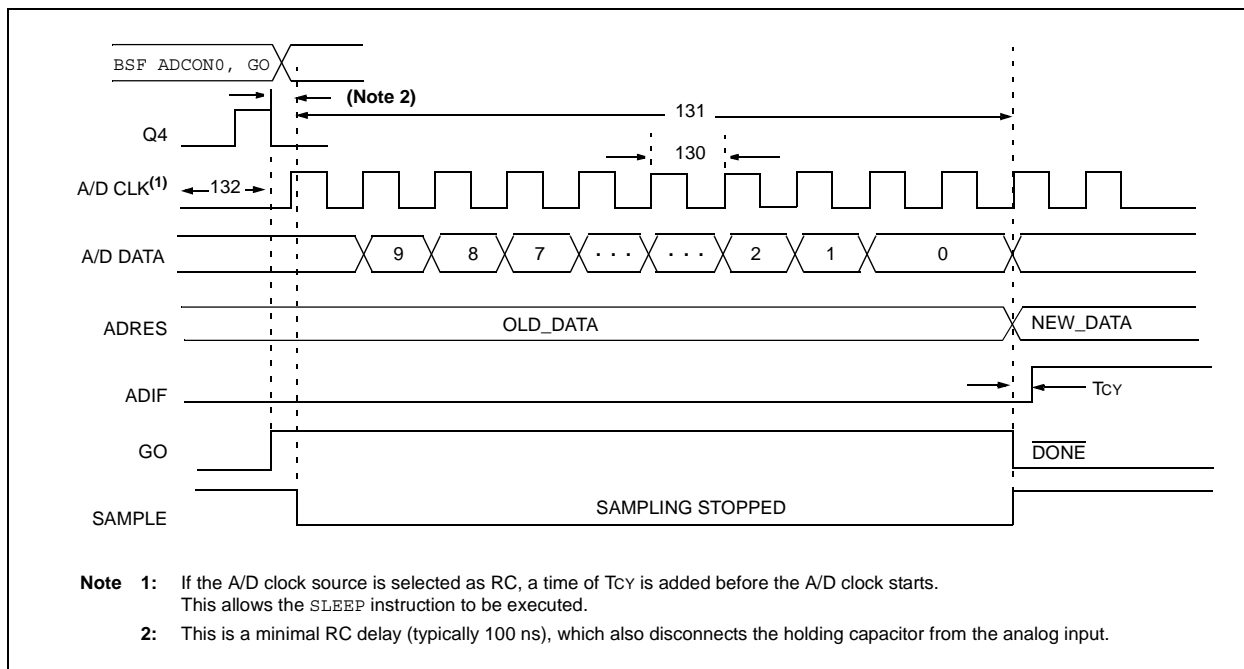 BSF ADCON0, GO
(Note 2)
131
Q4
130
A/D CLK(1)
132
A/D DATA
9 8 7 · · · · · · 2 1 0
ADRES
OLD_DATA
NEW_DATA
ADIF
TCY
GO
DONE
SAMPLE
SAMPLING STOPPED
Note 1: If the A/D clock source is selected as RC, a time of TCY is added before the A/D clock starts.
This allows the SLEEP instruction to be executed.
2: This is a minimal RC delay (typically 100 ns), which also disconnects the holding capacitor from the analog input.